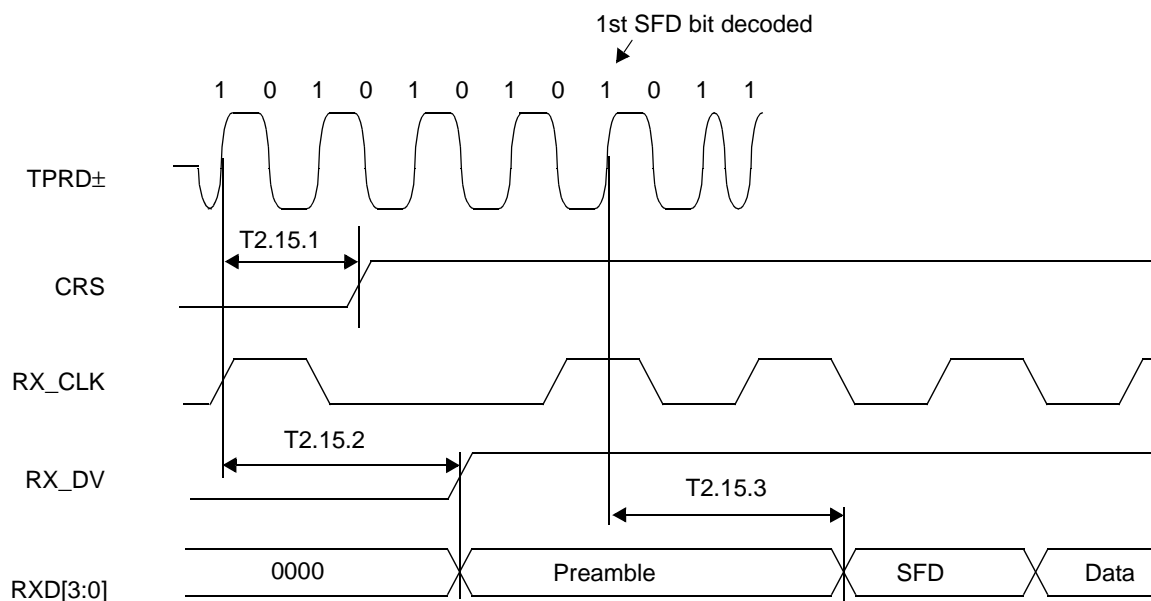 1st SFD bit decoded
1 0 1 0 1 0 1 0 1 0 1 1
TPRD±
T2.15.1
CRS
RX_CLK
T2.15.2
RX_DV
T2.15.3
RXD[3:0]
0000
Preamble
SFD
Data